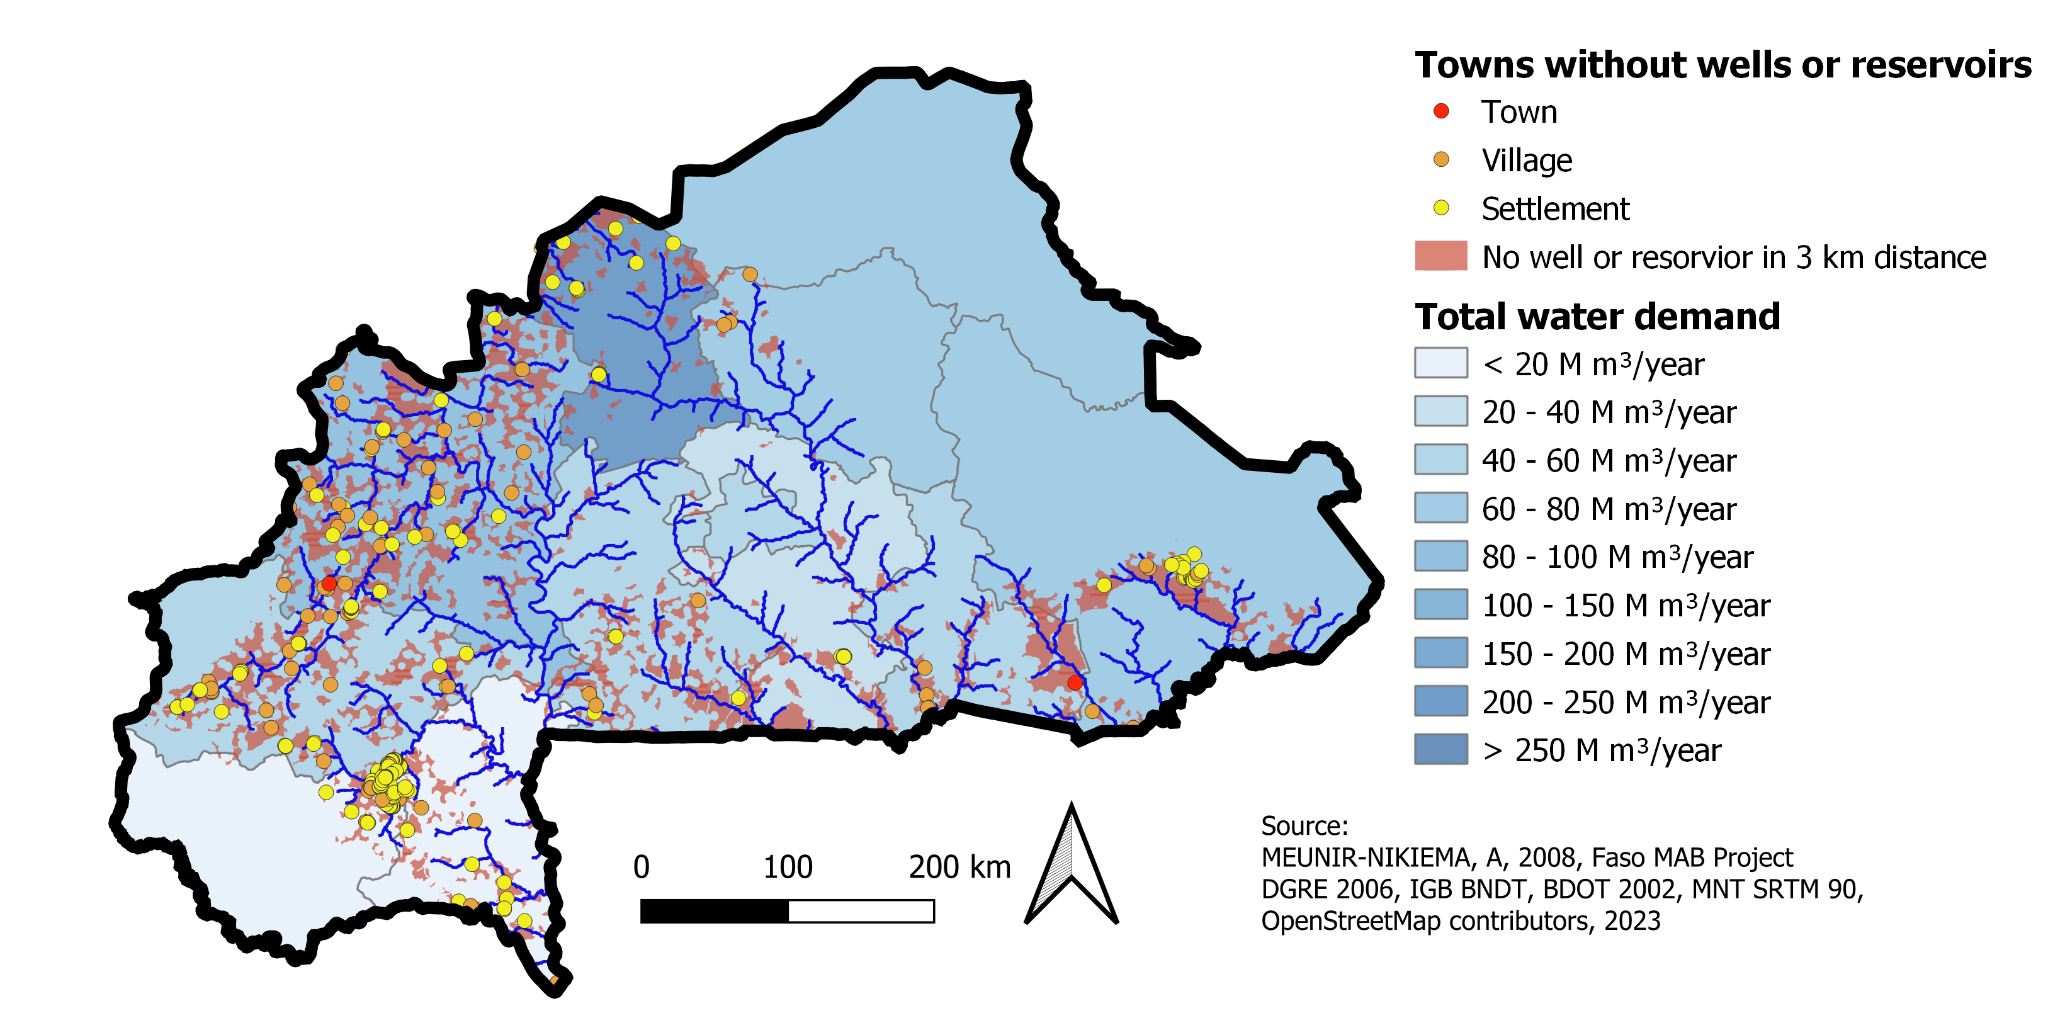 Towns without wells or reservoirs
Town
Village
Settlement
No well or resorvior in 3 km distance
Total water demand
< 20 M m³/year
20 - 40 M m³/year
40 - 60 M m³/year
60 - 80 M m³/year
80 - 100 M m³/year
100 - 150 M m³/year
150 - 200 M m³/year
200 - 250 M m³/year
> 250 M m³/year
0 100 200 km
Source:
MEUNIR-NIKIEMA, A, 2008, Faso MAB Project
DGRE 2006, IGB BNDT, BDOT 2002, MNT SRTM 90,
OpenStreetMap contributors, 2023